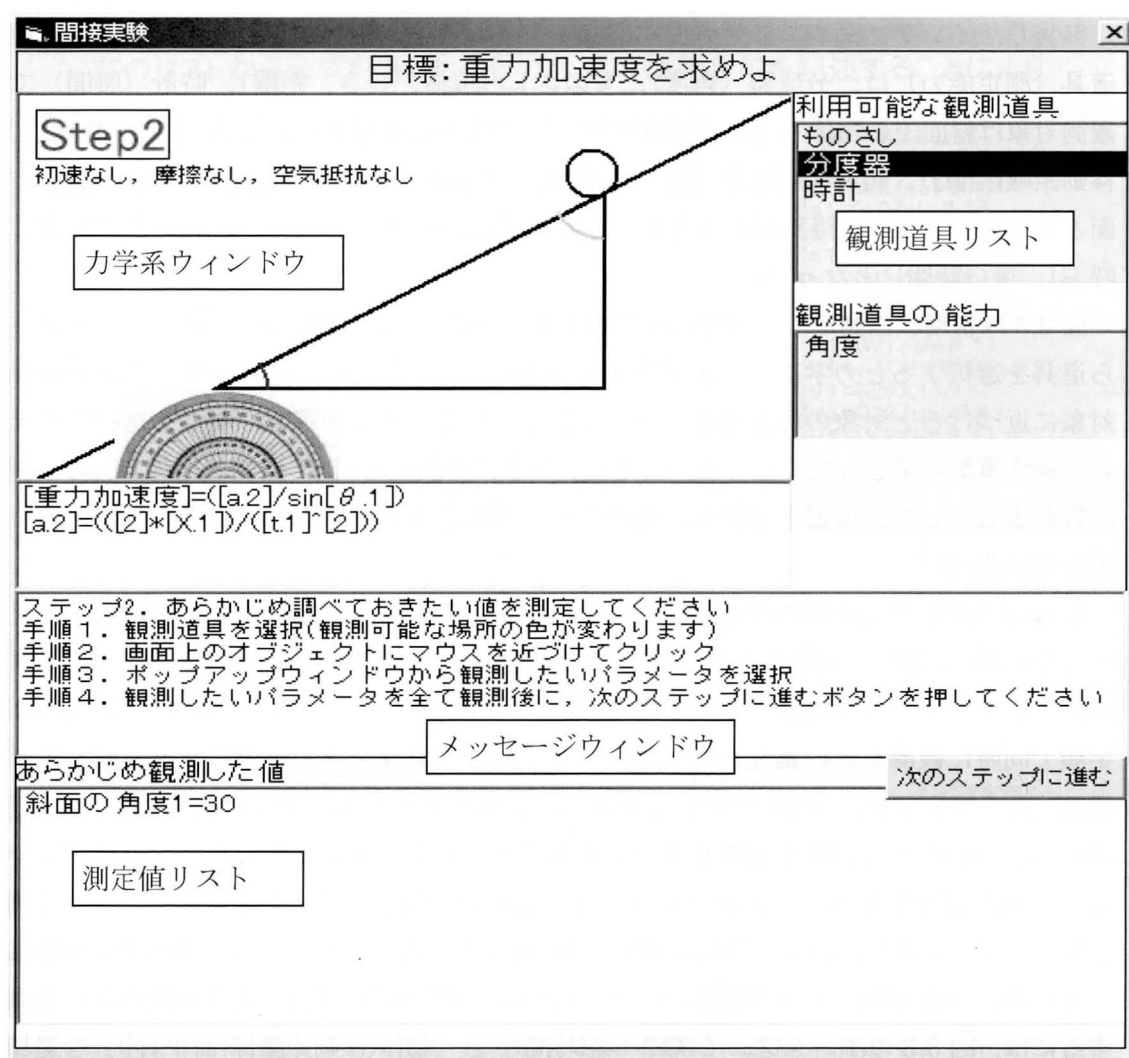 間接実験
目標: 重力加速度を求めよ
Step2
初速なし，摩擦なし，空気抵抗なし
力学系ウィンドウ
利用可能な観測道具
ものさし
分度器
時計
観測道具リスト
観測道具の能力
角度
[重力加速度]=([a.2]/sin[θ.1])
[a.2]=(([2]*[X.1])/([t.1]^[2]))
ステップ2．あらかじめ調べておきたい値を測定してください
手順１．観測道具を選択(観測可能な場所の色が変わります)
手順２．画面上のオブジェクトにマウスを近づけてクリック
手順３．ポップアップウィンドウから観測したいパラメータを選択
手順４．観測したいパラメータを全て観測後に，次のステップに進むボタンを押してください
メッセージウィンドウ
あらかじめ観測した値
次のステップに進む
斜面の角度1=30
測定値リスト